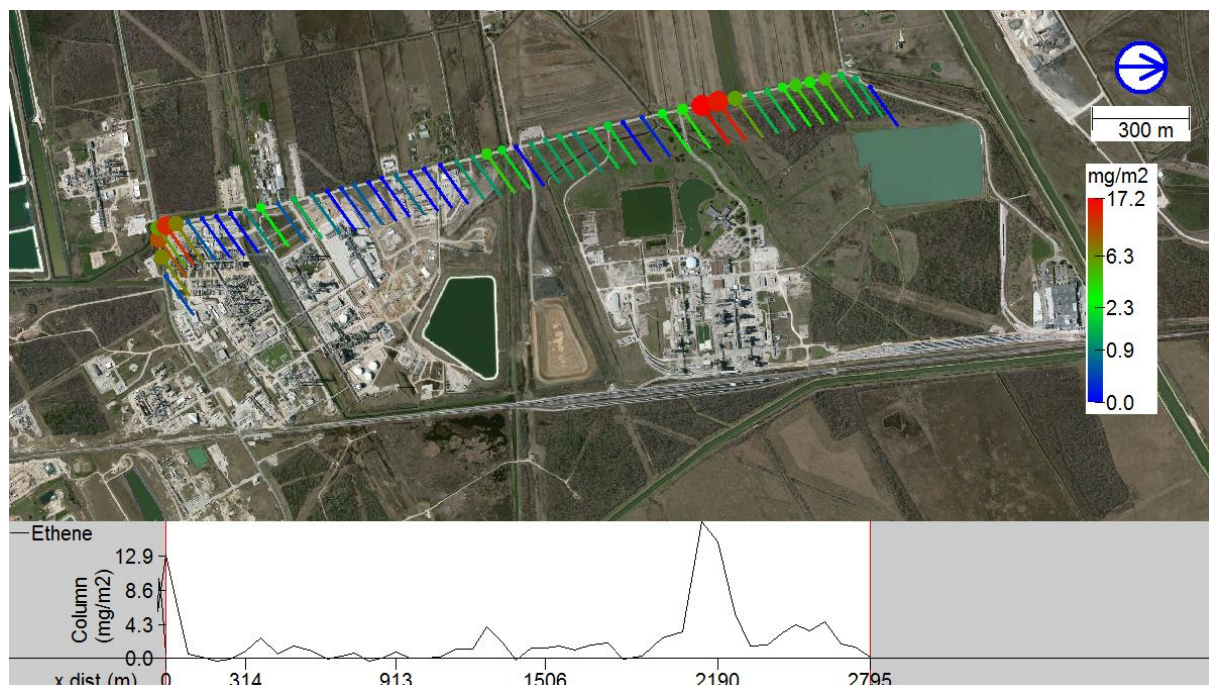 300 m
mg/m2
17.2
6.3
2.3
0.9
0.0
Ethene
12.9
8.6
4.3
0.0
Column
(mg/m2)
x dist (m) 0 314 913 1506 2190 2795